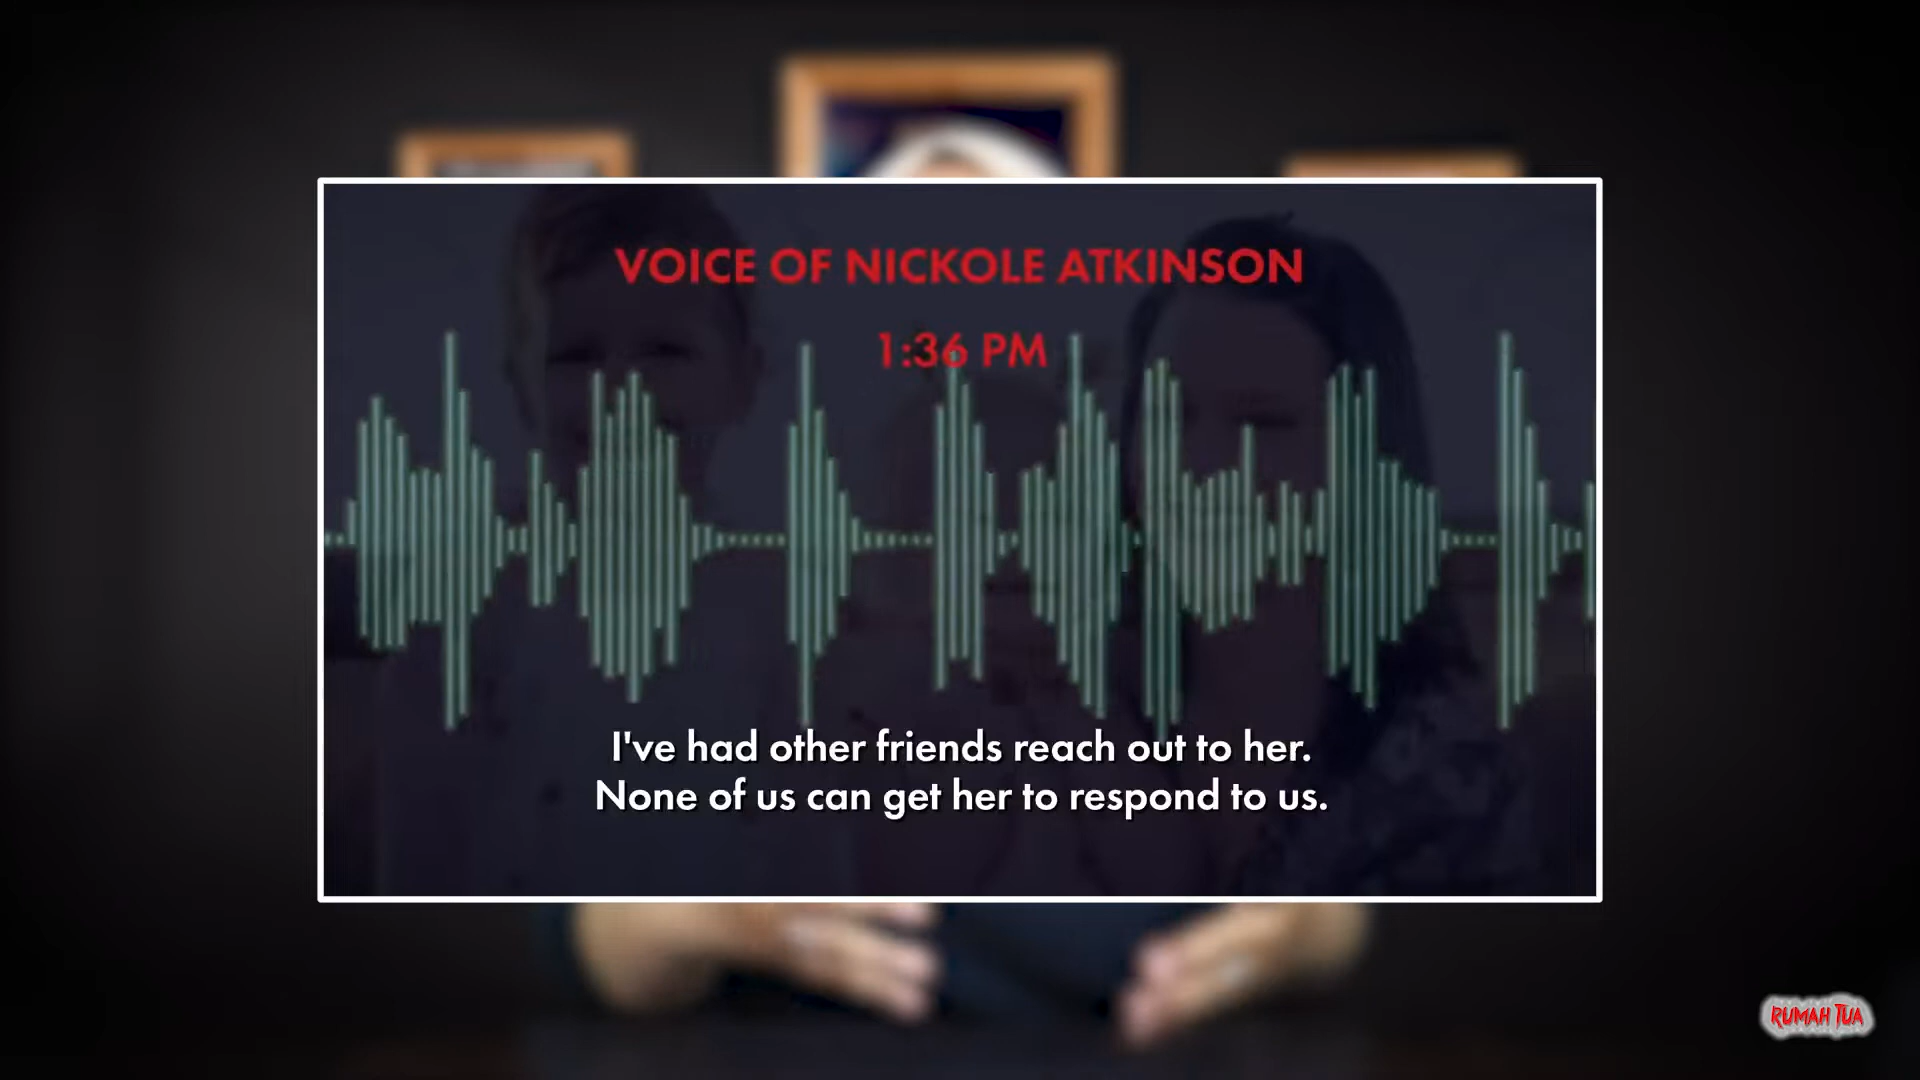 VOICE OF NICKOLE ATKINSON
1:36 PM
I've had other friends reach out to her.
None of us can get her to respond to us.
RUMAH TUA